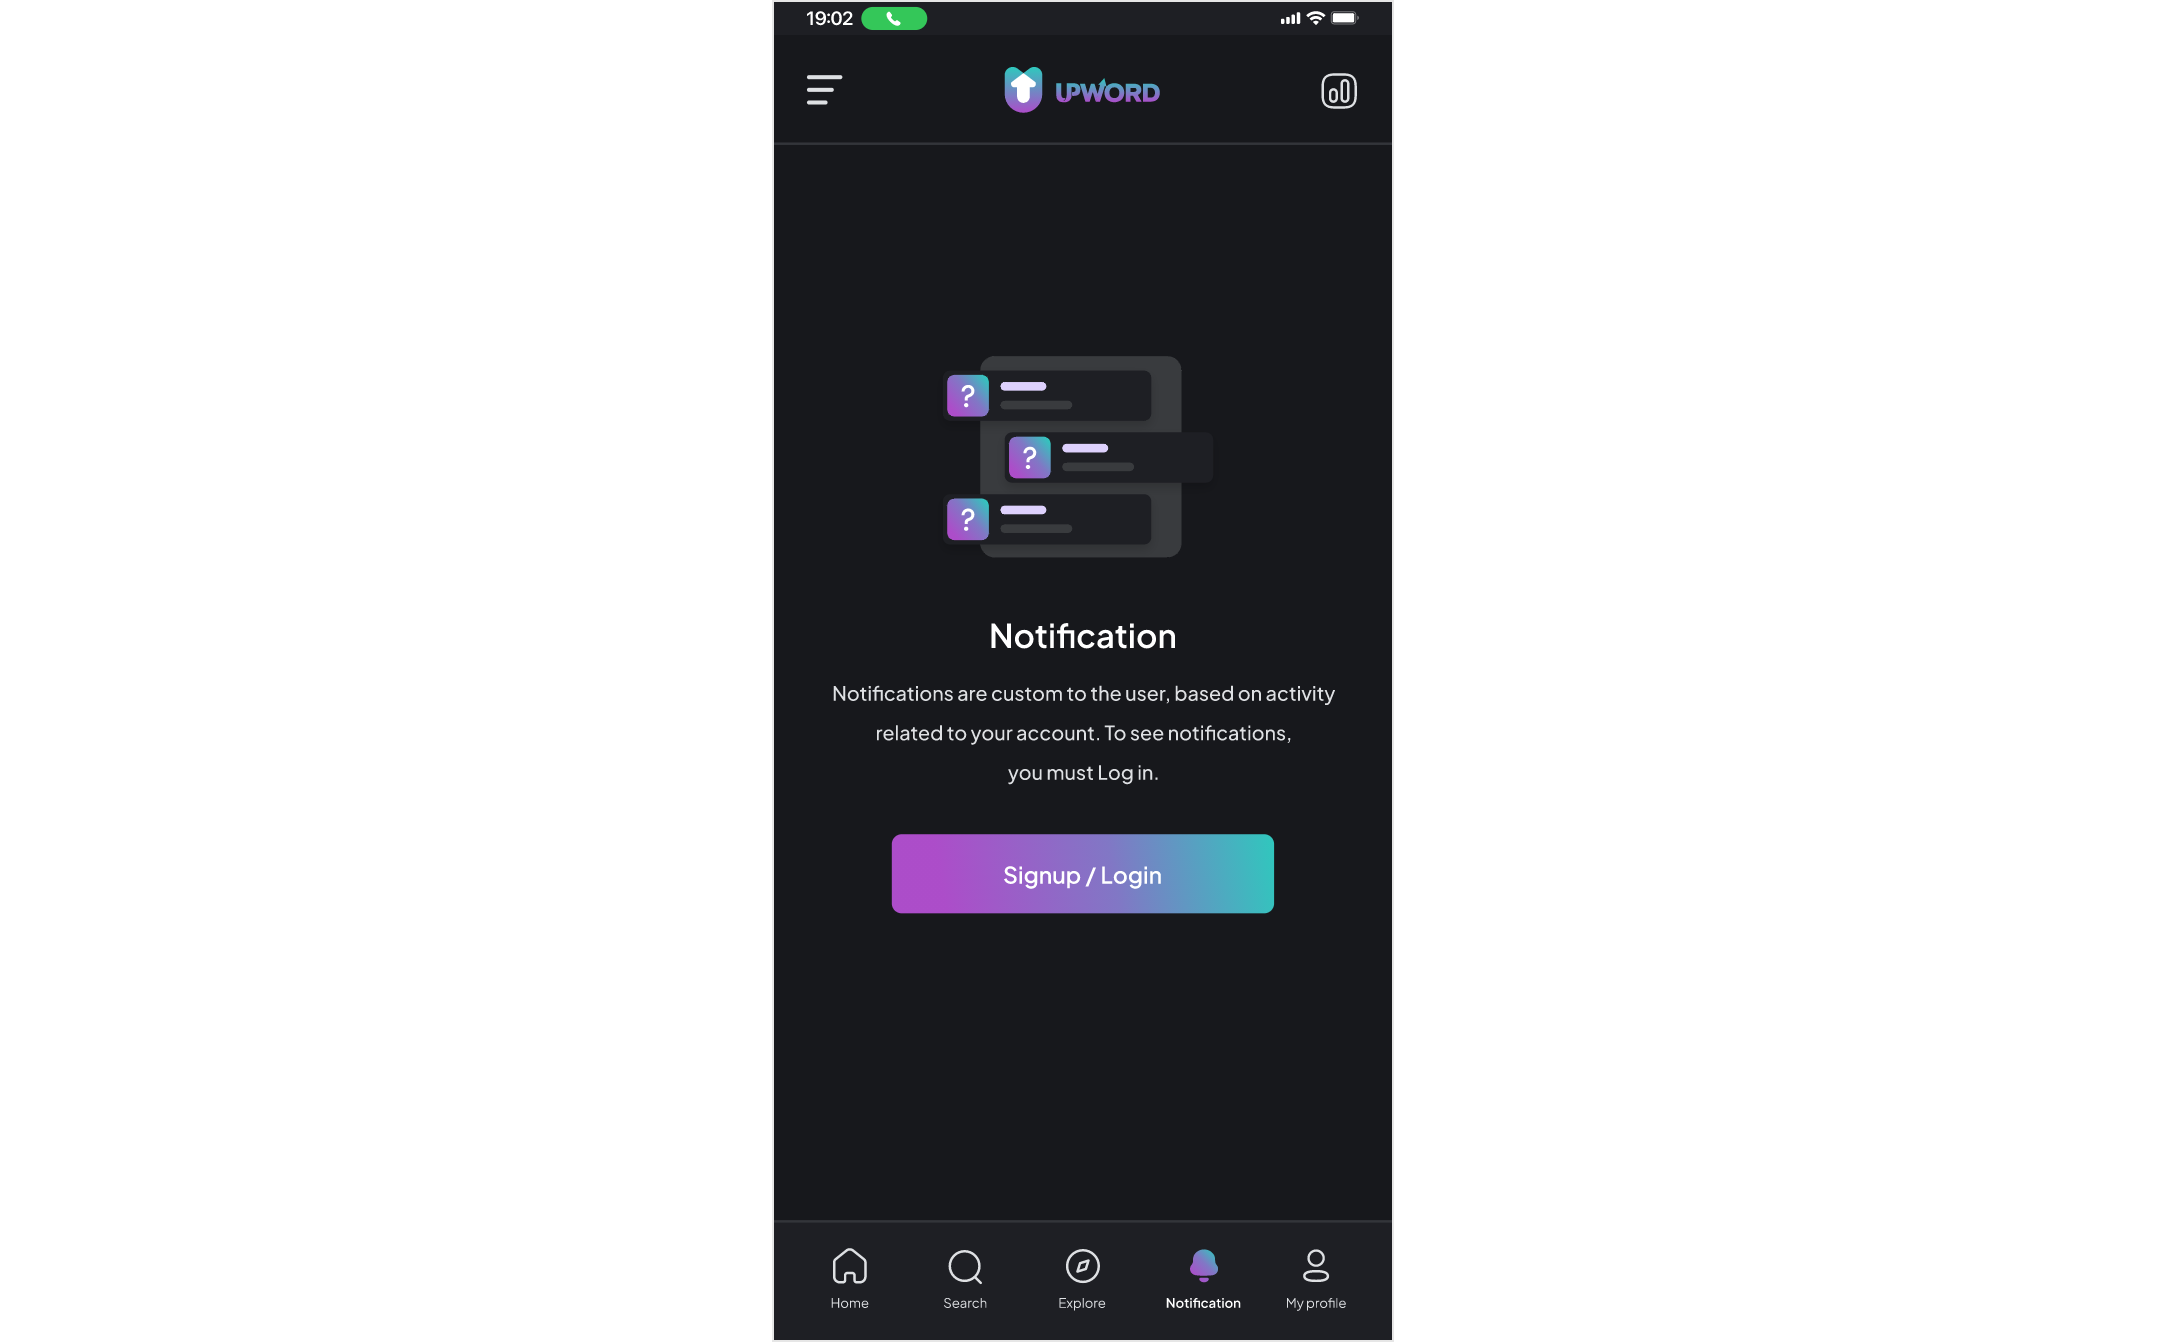 19:02
UPWORD
?
?
?
Notification
Notifications are custom to the user, based on activity
related to your account. To see notifications,
you must Log in.
Signup / Login
Home
Search
Explore
Notification
My profile